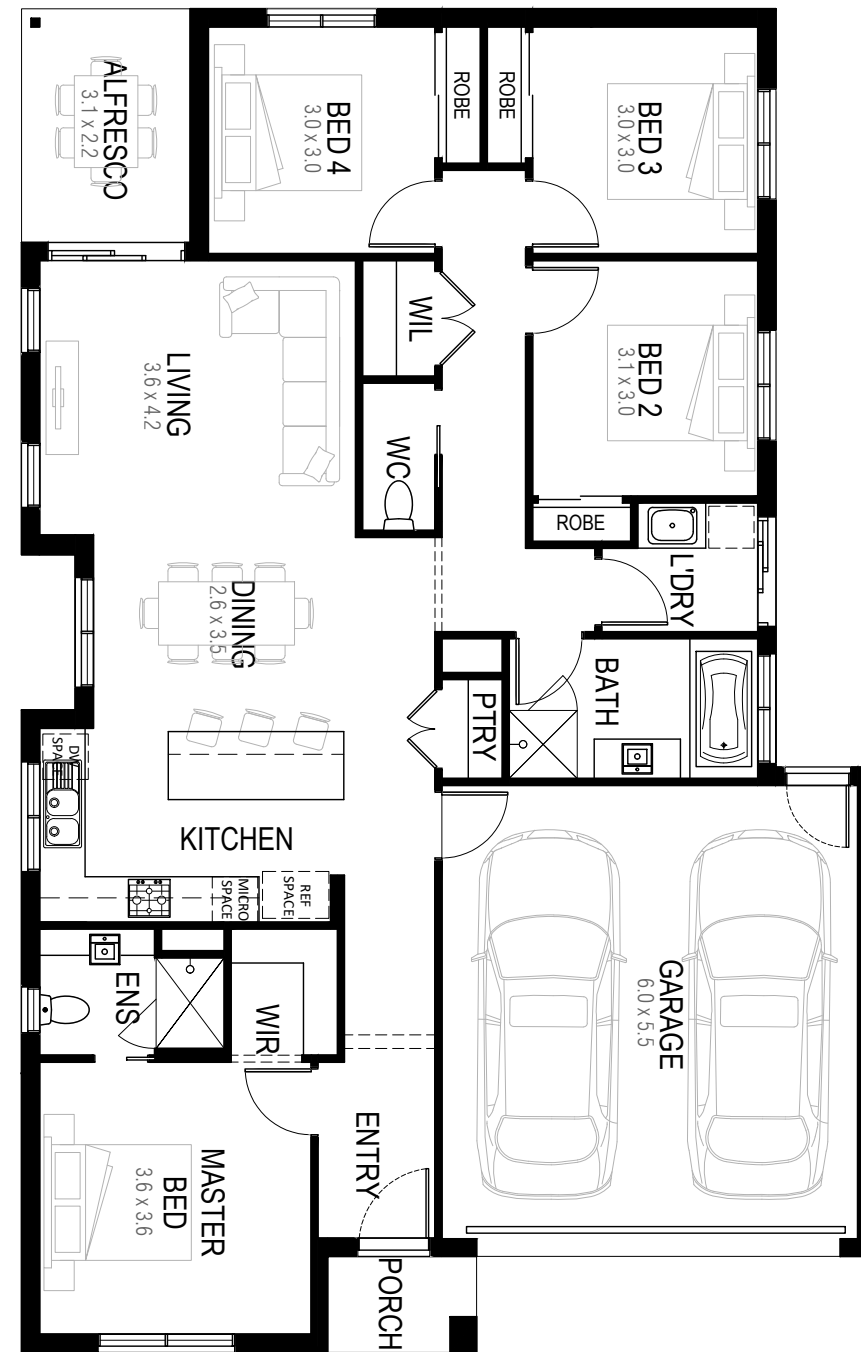 ALFRESCO
3.1 x 2.2
BED 4
3.0 x 3.0
ROBE
ROBE
BED 3
3.0 x 3.0
WIL
LIVING
3.6 x 4.2
BED 2
3.1 x 3.0
WC
ROBE
L'DRY
DINING
2.6 x 3.5
BATH
PTRY
DW
SPACE
KITCHEN
MICRO
SPACE
REF
SPACE
ENS
WIR
GARAGE
6.0 x 5.5
ENTRY
MASTER
BED
3.6 x 3.6
PORCH